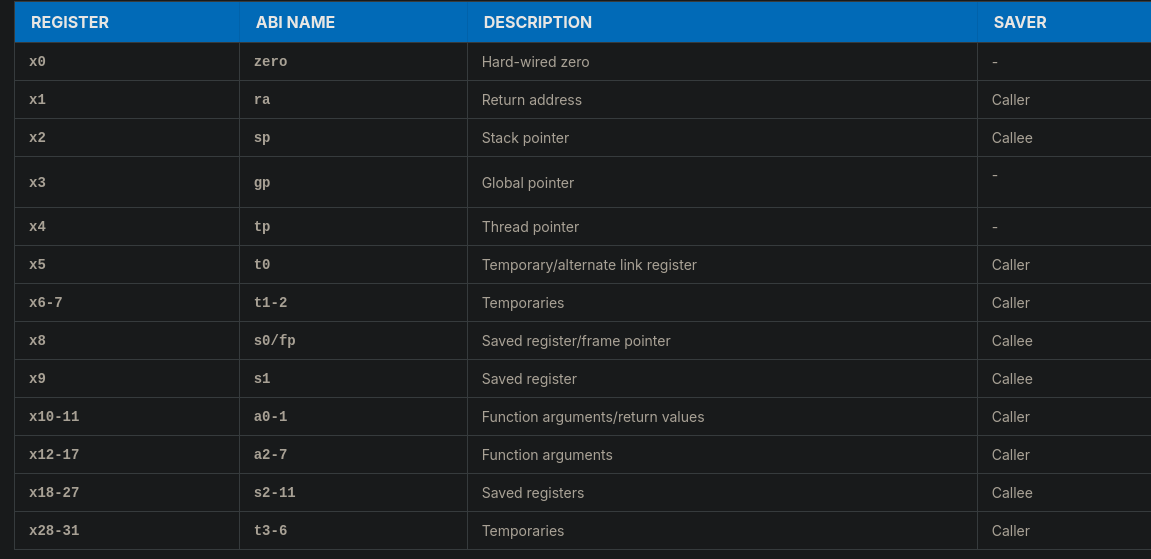 REGISTER ABI NAME DESCRIPTION SAVER
x0 zero Hard-wired zero -
x1 ra Return address Caller
x2 sp Stack pointer Callee
x3 gp Global pointer -
x4 tp Thread pointer -
x5 t0 Temporary/alternate link register Caller
x6-7 t1-2 Temporaries Caller
x8 s0/fp Saved register/frame pointer Callee
x9 s1 Saved register Callee
x10-11 a0-1 Function arguments/return values Caller
x12-17 a2-7 Function arguments Caller
x18-27 s2-11 Saved registers Callee
x28-31 t3-6 Temporaries Caller